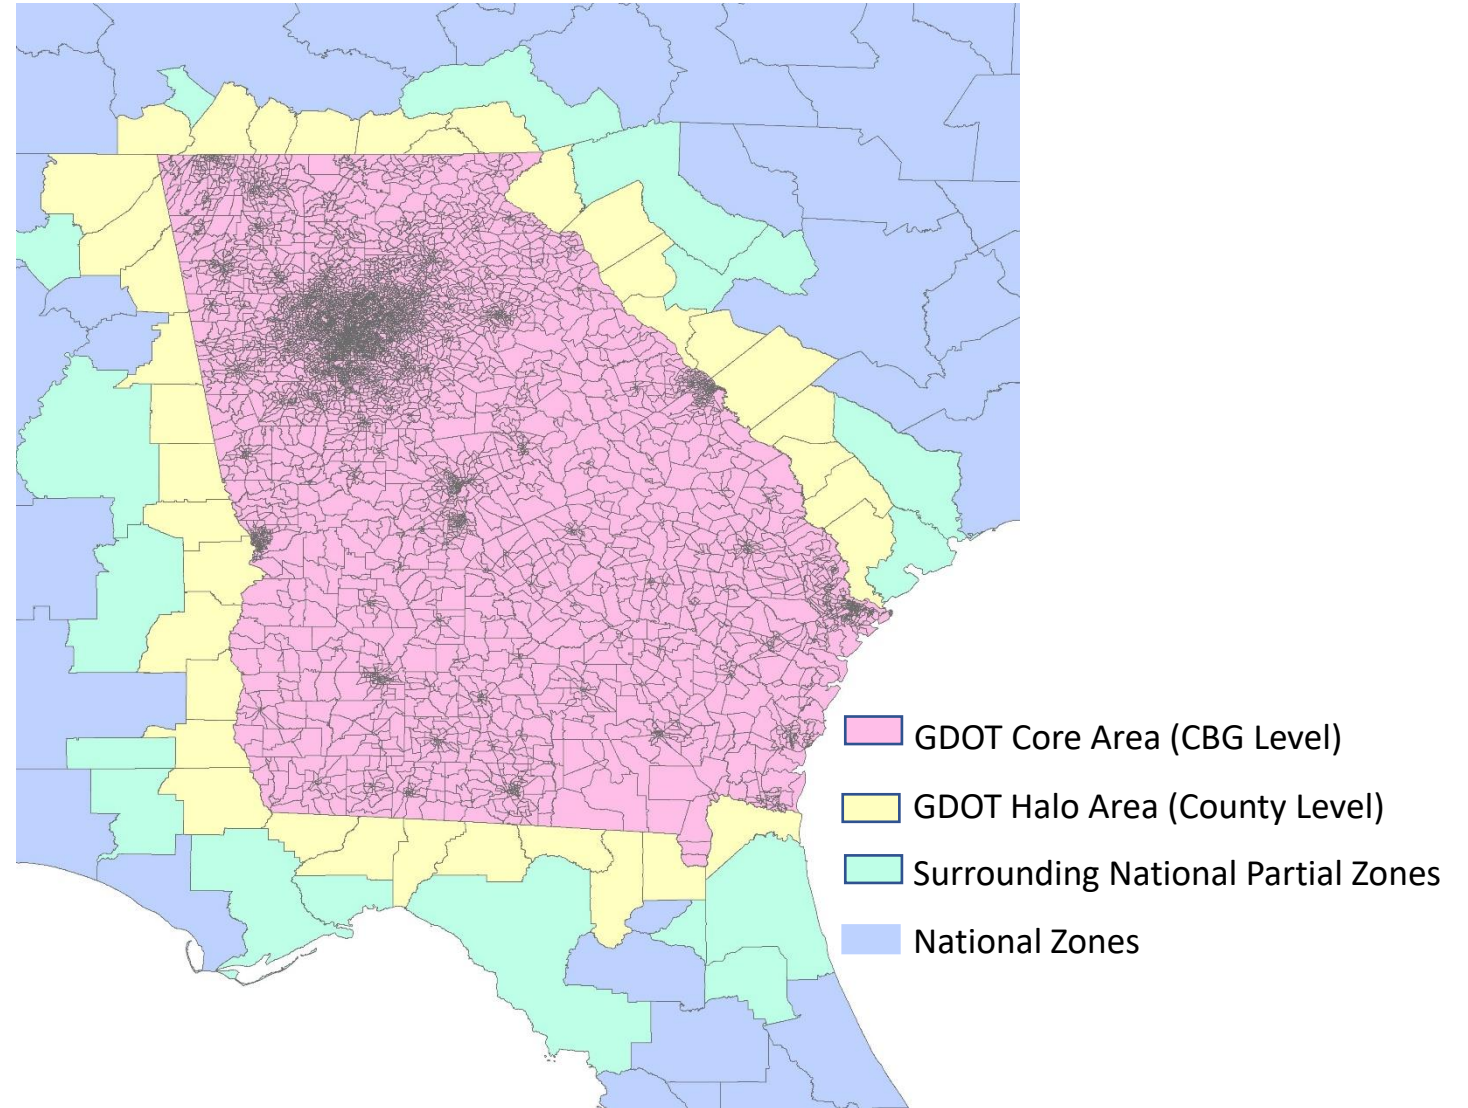 GDOT Core Area (CBG Level)
GDOT Halo Area (County Level)
Surrounding National Partial Zones
National Zones